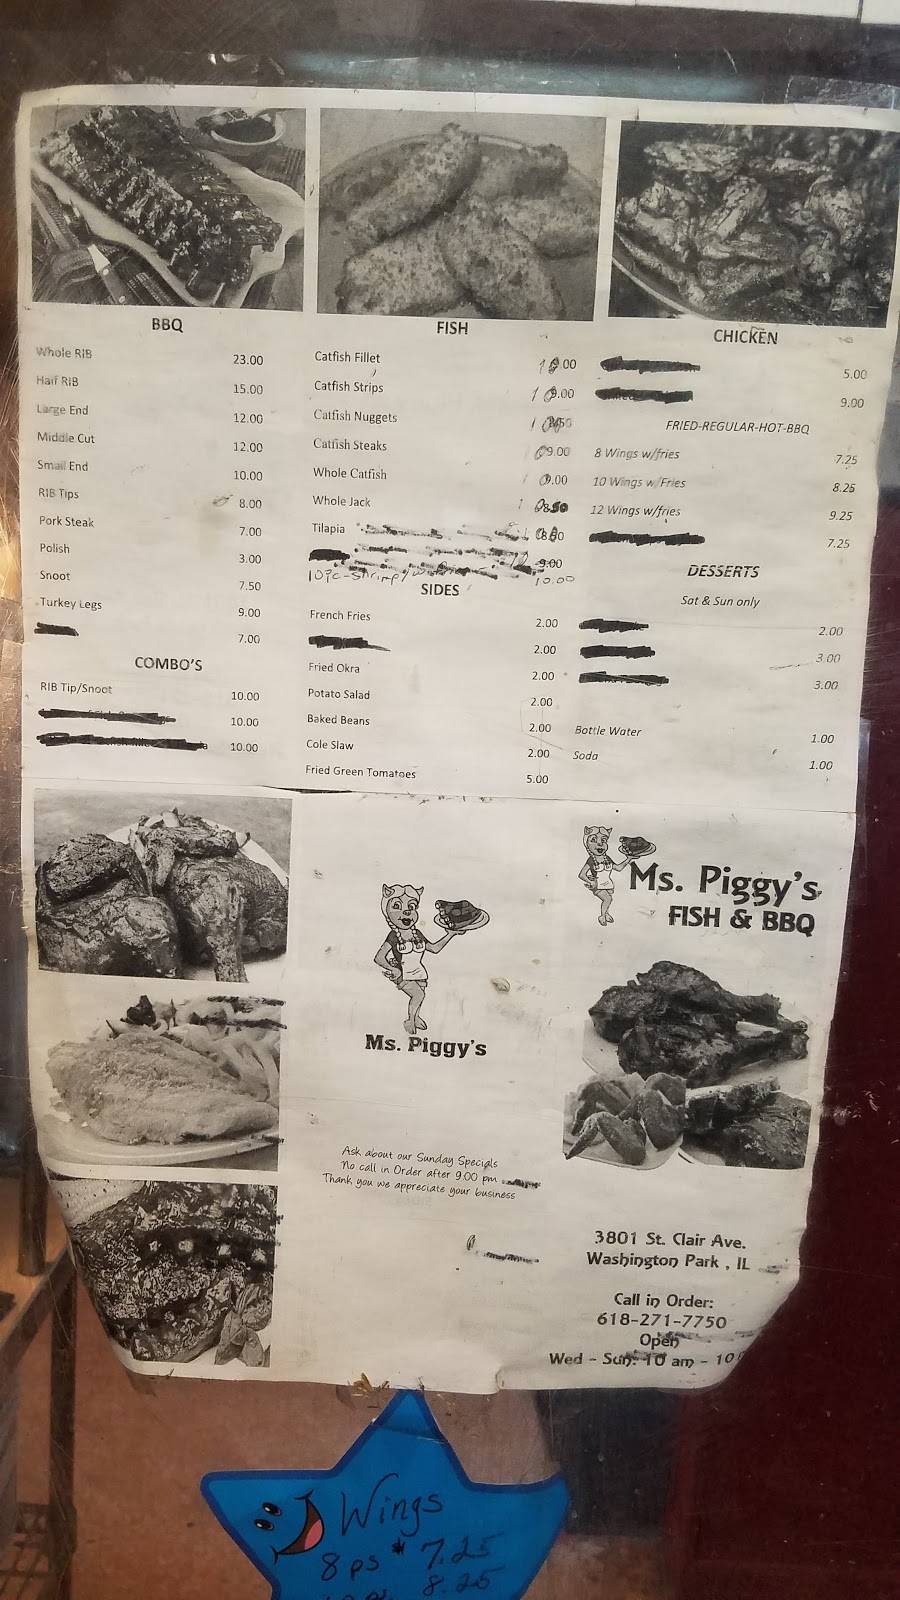 BBQ
Whole RIB 23.00
Half RIB 15.00
Large End 12.00
Middle Cut 12.00
Small End 10.00
RIB Tips 8.00
Pork Steak 7.00
Polish 3.00
Snoot 7.50
Turkey Legs 9.00
7.00
COMBO'S
RIB Tip/Snoot 10.00
10.00
10.00
FISH
Catfish Fillet
Catfish Strips
Catfish Nuggets
Catfish Steaks
Whole Catfish
Whole Jack
Tilapia
9.00
10pc-Shrimp 10.00
SIDES
French Fries 2.00
2.00
Fried Okra 2.00
Potato Salad 2.00
Baked Beans 2.00
Cole Slaw 2.00
Fried Green Tomatoes 5.00
CHICKEN
5.00
9.00
FRIED-REGULAR-HOT-BBQ
8 Wings w/fries 7.25
10 Wings w/Fries 8.25
12 Wings w/fries 9.25
7.25
DESSERTS
Sat & Sun only
2.00
3.00
3.00
Bottle Water 1.00
Soda 1.00
Ms. Piggy's
Ask about our Sunday Specials
No call in Order after 9:00 pm
Thank you we appreciate your business
Ms. Piggy's
FISH & BBQ
3801 St. Clair Ave.
Washington Park , IL
Call in Order:
618-271-7750
Open
Wed - Sun: 10 am - 10
Wings
8 ps 7.25
8.25